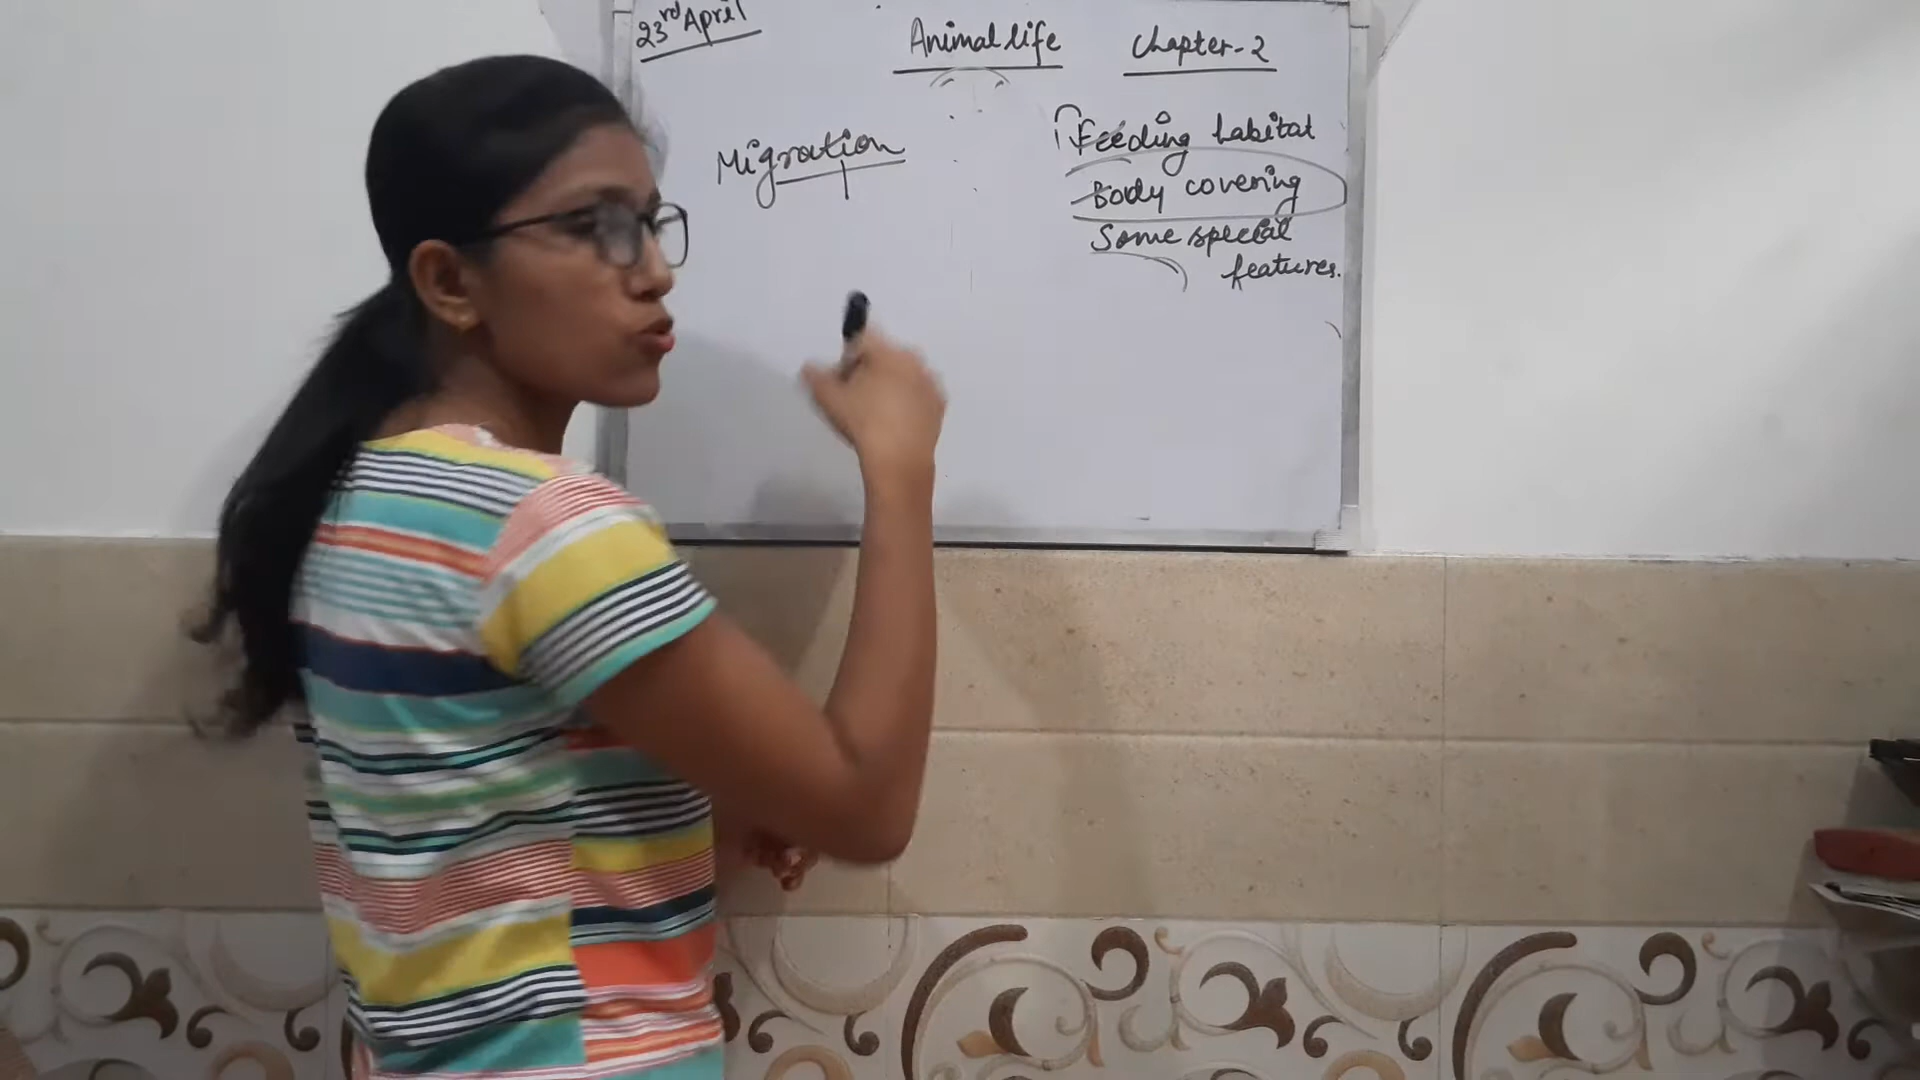 23rd April
Animal life
Chapter-2
Migration
Feeding habitat
Body covering
Some special
features.